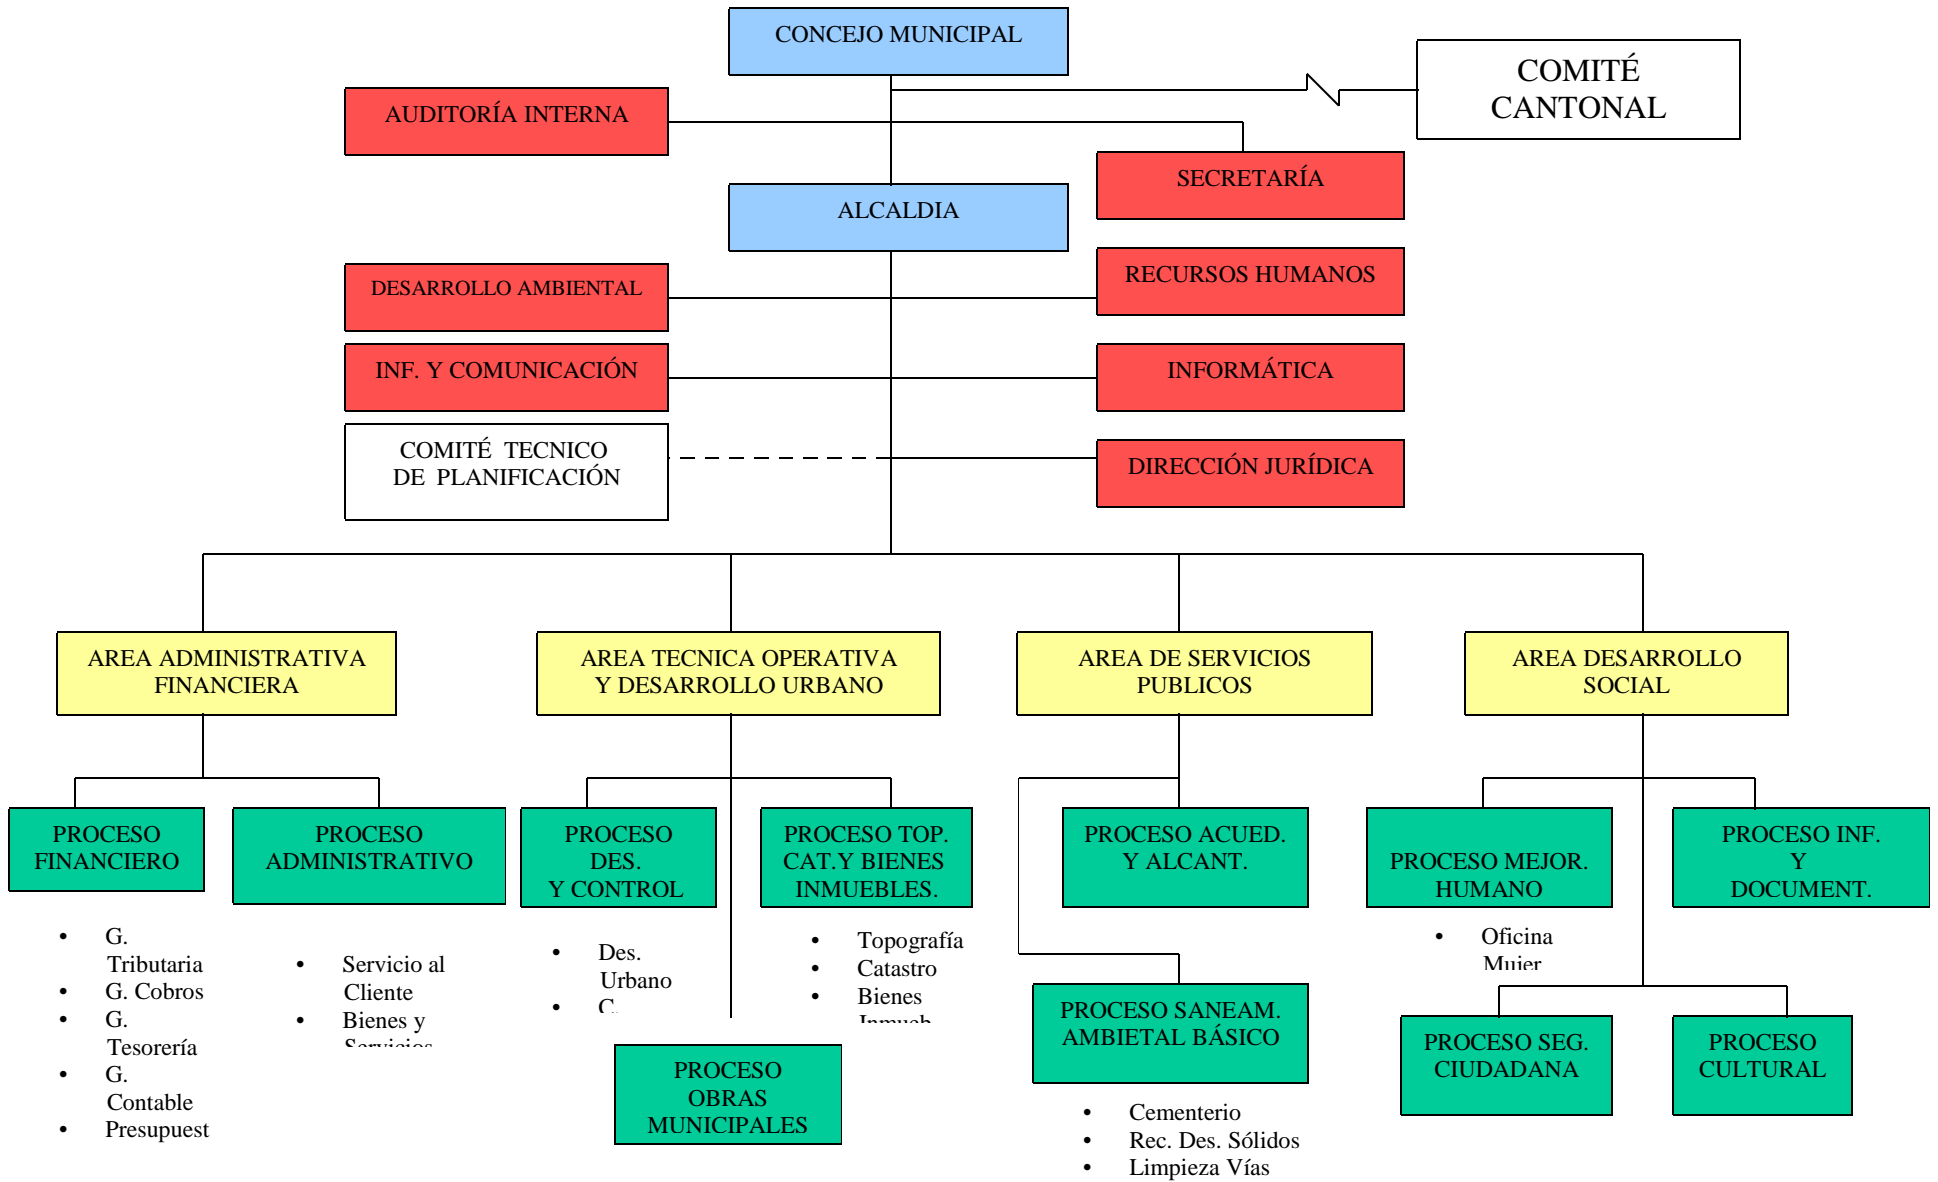 CONCEJO MUNICIPAL
COMITÉ
CANTONAL
AUDITORÍA INTERNA
SECRETARÍA
ALCALDIA
DESARROLLO AMBIENTAL
RECURSOS HUMANOS
INF. Y COMUNICACIÓN
INFORMÁTICA
COMITÉ TECNICO
DE PLANIFICACIÓN
DIRECCIÓN JURÍDICA
AREA ADMINISTRATIVA
FINANCIERA
AREA TECNICA OPERATIVA
Y DESARROLLO URBANO
AREA DE SERVICIOS
PUBLICOS
AREA DESARROLLO
SOCIAL
PROCESO
FINANCIERO
• G.
Tributaria
• G. Cobros
• G.
Tesorería
• G.
Contable
• Presupuest
PROCESO
ADMINISTRATIVO
• Servicio al
Cliente
• Bienes y
Servicios
PROCESO
DES.
Y CONTROL
• Des.
Urbano
• C.
PROCESO TOP.
CAT.Y BIENES
INMUEBLES.
• Topografía
• Catastro
• Bienes
Inmueb
PROCESO
OBRAS
MUNICIPALES
PROCESO ACUED.
Y ALCANT.
PROCESO SANEAM.
AMBIETAL BÁSICO
• Cementerio
• Rec. Des. Sólidos
• Limpieza Vías
PROCESO MEJOR.
HUMANO
• Oficina
Mujer
PROCESO INF.
Y
DOCUMENT.
PROCESO SEG.
CIUDADANA
PROCESO
CULTURAL